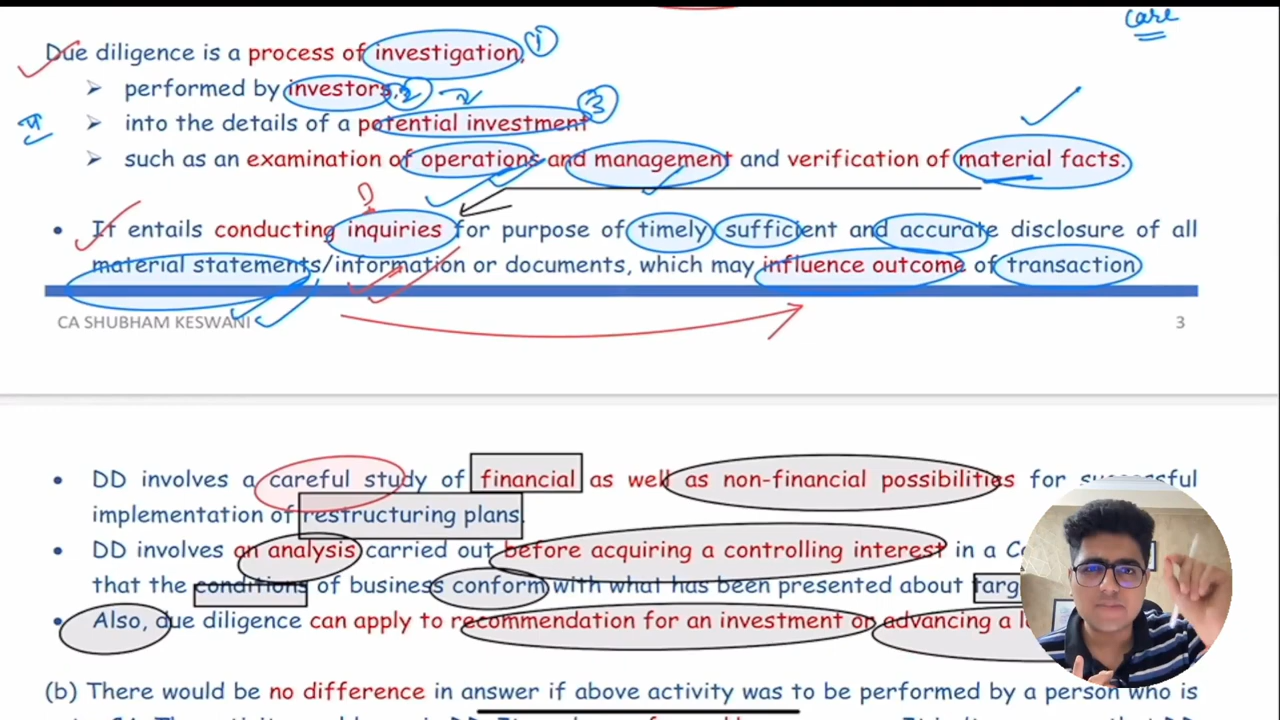 care
Due diligence is a process of investigation, 1
➢ performed by investors, 2
➢ into the details of a potential investment 3
➢ such as an examination of operations and management and verification of material facts.
• It entails conducting inquiries for purpose of timely sufficient and accurate disclosure of all
material statements/information or documents, which may influence outcome of transaction
CA SHUBHAM KESWANI 3
• DD involves a careful study of financial as well as non-financial possibilities for successful
implementation of restructuring plans.
• DD involves an analysis carried out before acquiring a controlling interest in a
that the conditions of business conform with what has been presented about
• Also, due diligence can apply to recommendation for an investment or advancing a
(b) There would be no difference in answer if above activity was to be performed by a person who is